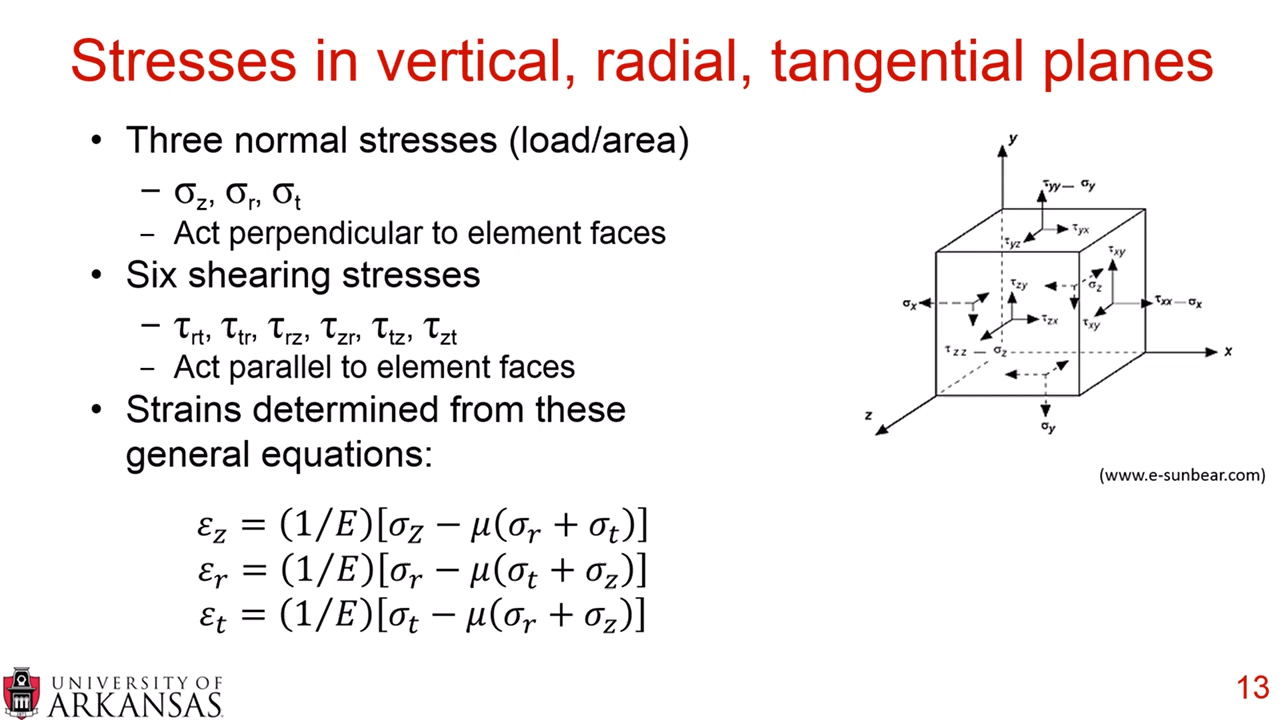 Stresses in vertical, radial, tangential planes
• Three normal stresses (load/area)
– σz, σr, σt
– Act perpendicular to element faces
• Six shearing stresses
– τrt, τtr, τrz, τzr, τtz, τzt
– Act parallel to element faces
• Strains determined from these
general equations:
εz = (1/E)[σZ − μ(σr + σt)]
εr = (1/E)[σr − μ(σt + σz)]
εt = (1/E)[σt − μ(σr + σz)]
y
τyy— σy
τyx
τyz
τxy
τzy
σz
σx
τxx—σx
τzx
τxy
τzz — σz
x
z
σy
(www.e-sunbear.com)
UNIVERSITY OF
ARKANSAS
13